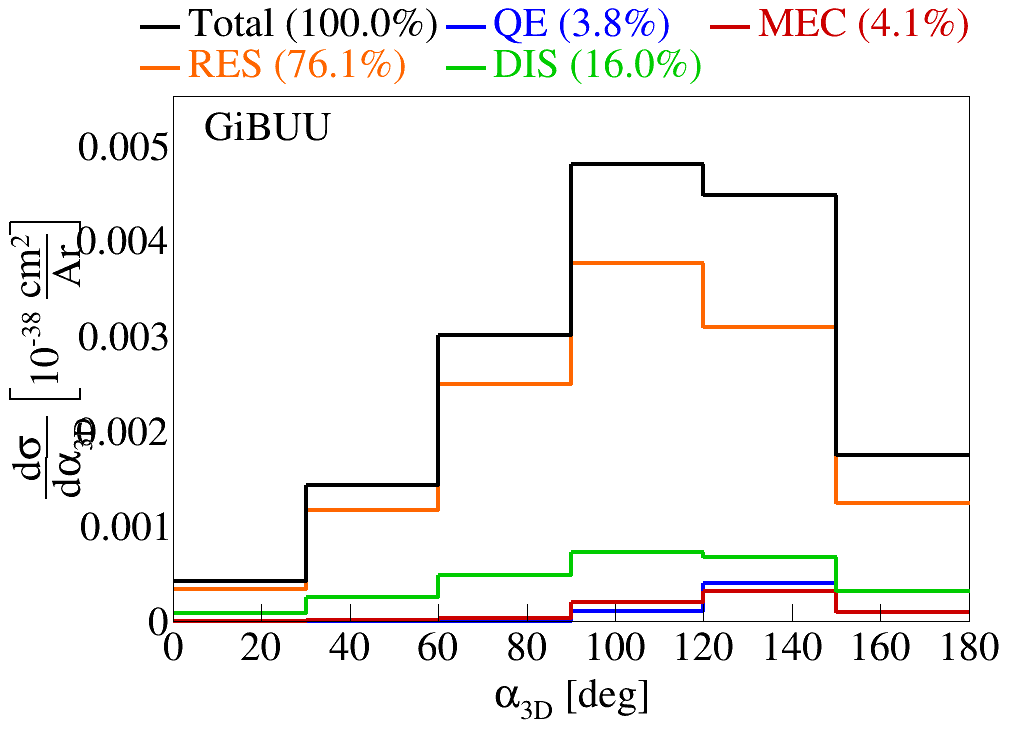 Total (100.0%) QE (3.8%) MEC (4.1%)
RES (76.1%) DIS (16.0%)
GiBUU
0.005
0.004
0.003
0.002
0.001
0
dσ/dα3D [10^-38 cm^2/Ar]
0 20 40 60 80 100 120 140 160 180
α3D [deg]